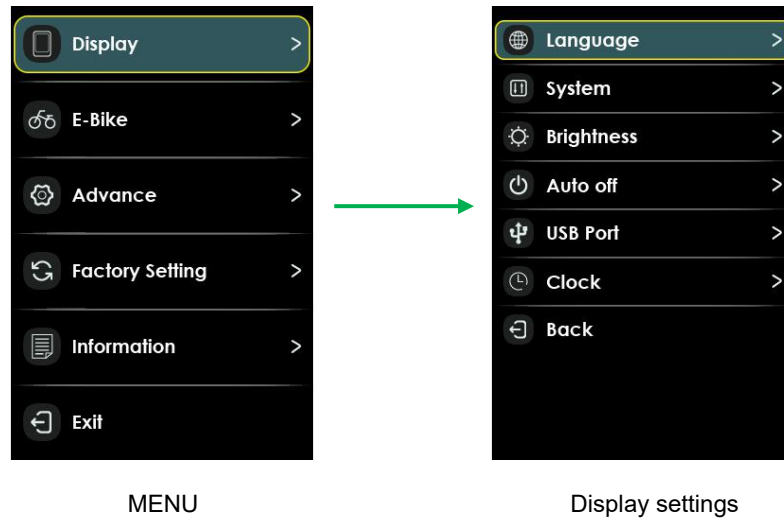 Display >
E-Bike >
Advance >
Factory Setting >
Information >
Exit
MENU
Language >
System >
Brightness >
Auto off >
USB Port >
Clock >
Back
Display settings